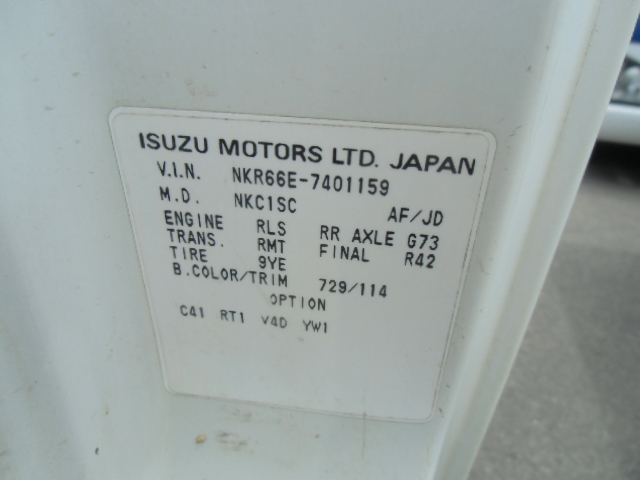 ISUZU MOTORS LTD. JAPAN
V.I.N. NKR66E-7401159
M.D. NKC1SC AF/JD
ENGINE RLS RR AXLE G73
TRANS. RMT FINAL R42
TIRE 9YE
B.COLOR/TRIM 729/114
OPTION
C41 RT1 V4D YW1